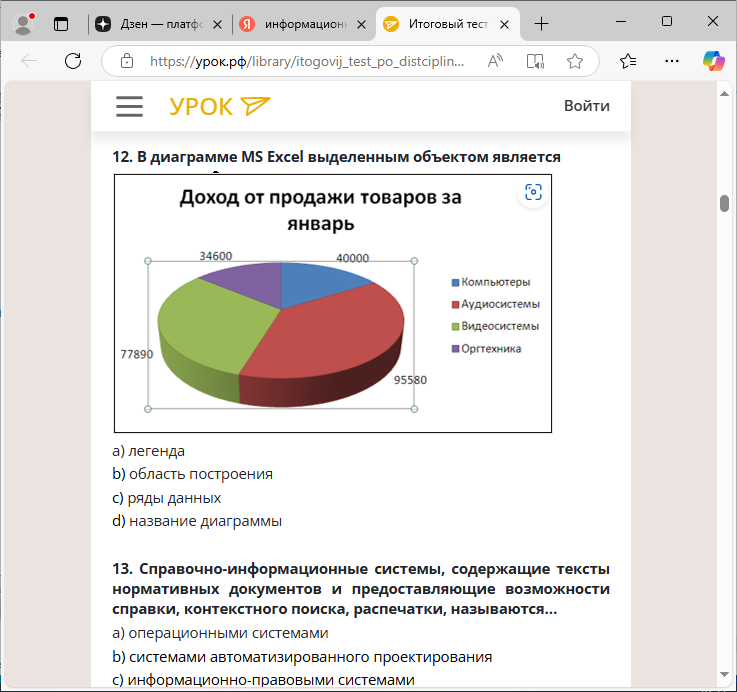 Дзен — платфо
информационн
Итоговый тест
https://урок.рф/library/itogovij_test_po_distciplin...
УРОК
Войти
12. В диаграмме MS Excel выделенным объектом является
Доход от продажи товаров за
январь
34600
40000
77890
95580
Компьютеры
Аудиосистемы
Видеосистемы
Оргтехника
a) легенда
b) область построения
c) ряды данных
d) название диаграммы
13. Справочно-информационные системы, содержащие тексты
нормативных документов и предоставляющие возможности
справки, контекстного поиска, распечатки, называются...
a) операционными системами
b) системами автоматизированного проектирования
c) информационно-правовыми системами